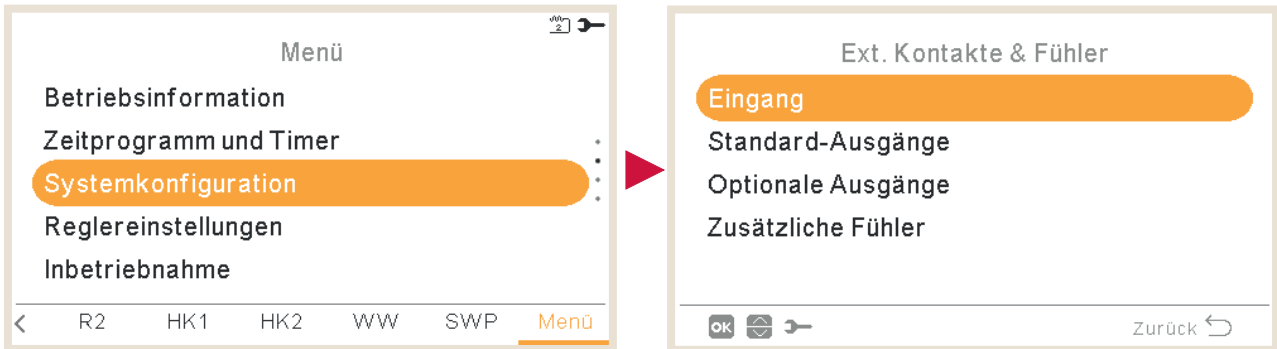 2
Menü
Betriebsinformation
Zeitprogramm und Timer
Systemkonfiguration
Reglereinstellungen
Inbetriebnahme
R2 HK1 HK2 WW SWP Menü
Ext. Kontakte & Fühler
Eingang
Standard-Ausgänge
Optionale Ausgänge
Zusätzliche Fühler
OK Zurück